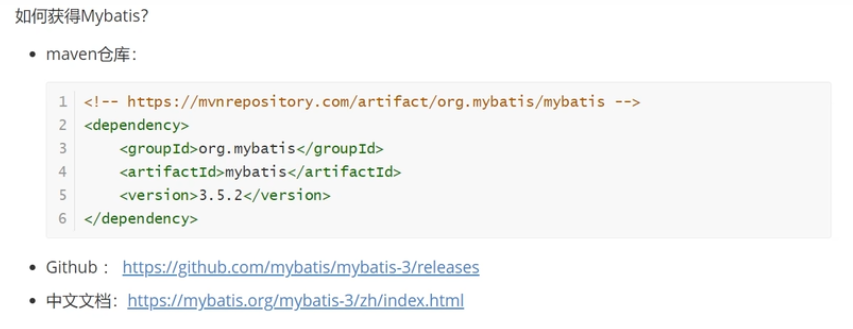 如何获得Mybatis?
• maven仓库：
1 <!-- https://mvnrepository.com/artifact/org.mybatis/mybatis -->
2 <dependency>
3     <groupId>org.mybatis</groupId>
4     <artifactId>mybatis</artifactId>
5     <version>3.5.2</version>
6 </dependency>
• Github ： https://github.com/mybatis/mybatis-3/releases
• 中文文档：https://mybatis.org/mybatis-3/zh/index.html